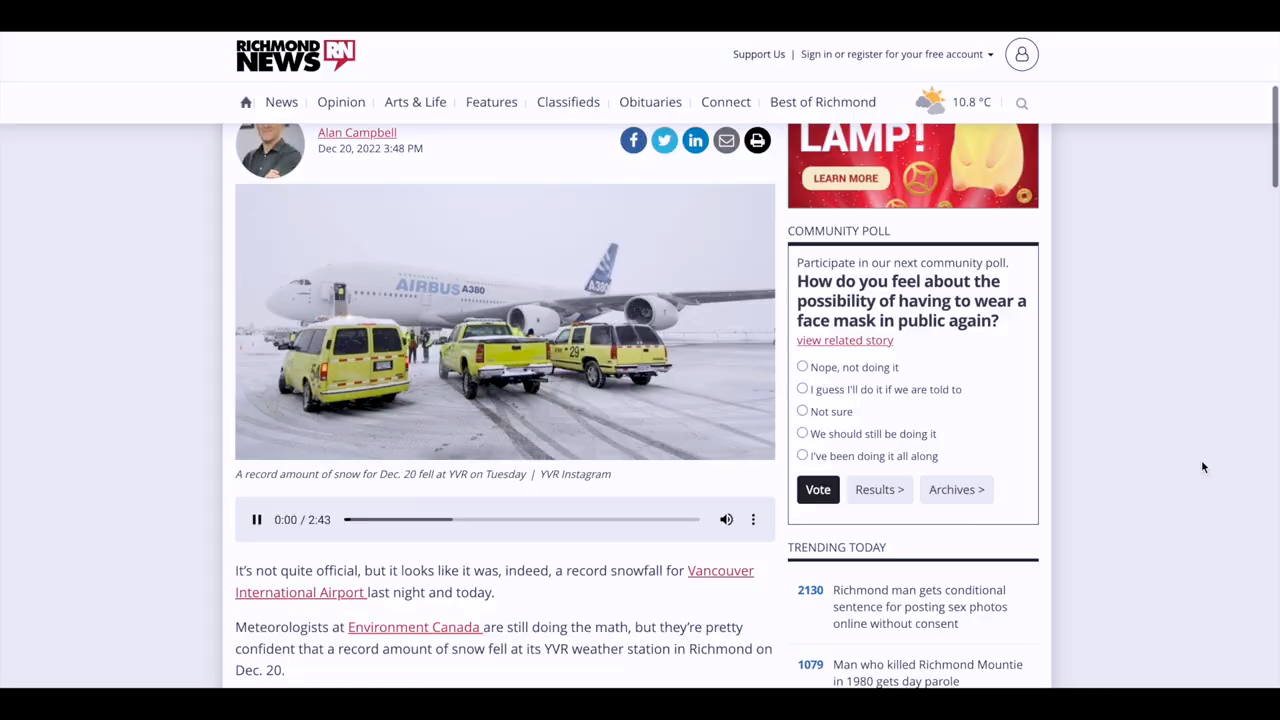 RICHMOND
NEWS RN
Support Us | Sign in or register for your free account
News | Opinion | Arts & Life | Features | Classifieds | Obituaries | Connect | Best of Richmond 10.8 °C
Alan Campbell
Dec 20, 2022 3:48 PM
AIRBUS A380
29
A record amount of snow for Dec. 20 fell at YVR on Tuesday | YVR Instagram
0:00 / 2:43
It’s not quite official, but it looks like it was, indeed, a record snowfall for Vancouver
International Airport last night and today.
Meteorologists at Environment Canada are still doing the math, but they’re pretty
confident that a record amount of snow fell at its YVR weather station in Richmond on
Dec. 20.
LAMP!
LEARN MORE
COMMUNITY POLL
Participate in our next community poll.
How do you feel about the
possibility of having to wear a
face mask in public again?
view related story
Nope, not doing it
I guess I'll do it if we are told to
Not sure
We should still be doing it
I've been doing it all along
Vote Results > Archives >
TRENDING TODAY
2130 Richmond man gets conditional
sentence for posting sex photos
online without consent
1079 Man who killed Richmond Mountie
in 1980 gets day parole